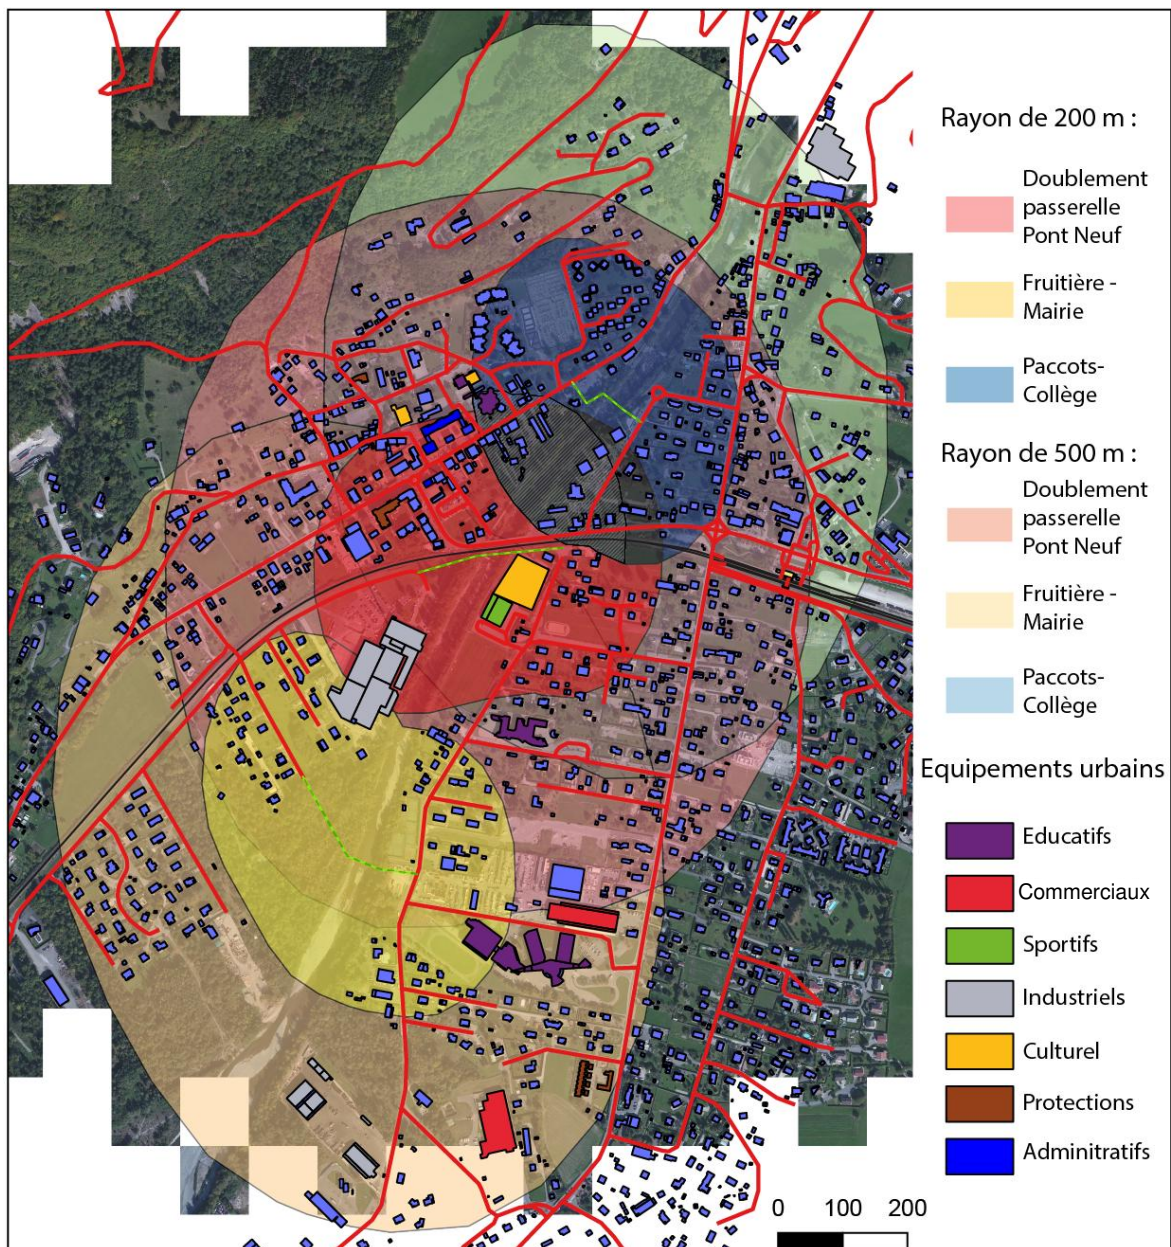 Rayon de 200 m :
Doublement
passerelle
Pont Neuf
Fruitière -
Mairie
Paccots-
Collège
Rayon de 500 m :
Doublement
passerelle
Pont Neuf
Fruitière -
Mairie
Paccots-
Collège
Equipements urbains
Educatifs
Commerciaux
Sportifs
Industriels
Culturel
Protections
Adminitratifs
0 100 200